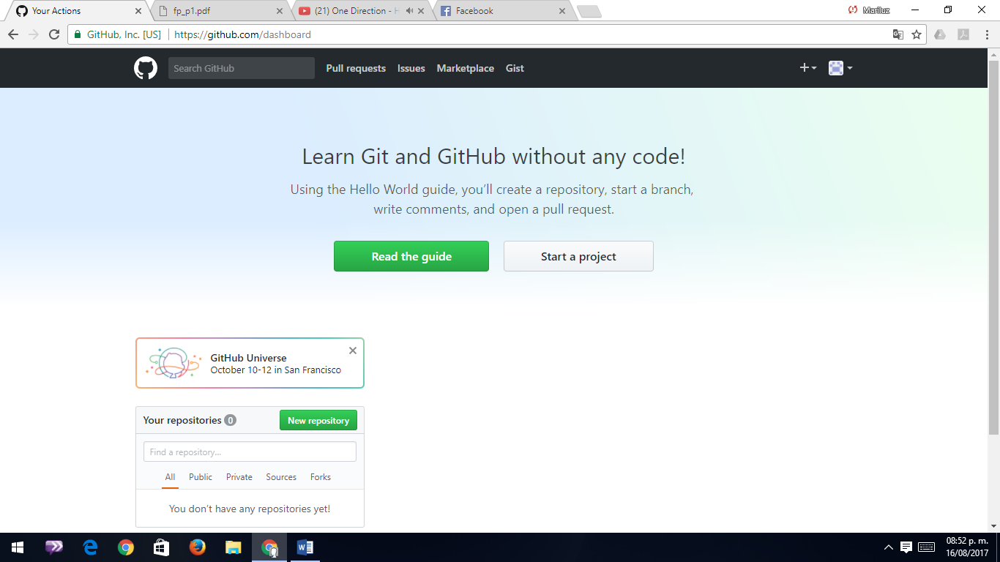 Your Actions
fp_p1.pdf
(21) One Direction - H
Facebook
Mariluz
GitHub, Inc. [US]
https://github.com/dashboard
Search GitHub
Pull requests
Issues
Marketplace
Gist
Learn Git and GitHub without any code!
Using the Hello World guide, you’ll create a repository, start a branch,
write comments, and open a pull request.
Read the guide
Start a project
GitHub Universe
October 10-12 in San Francisco
Your repositories 0
New repository
Find a repository…
All
Public
Private
Sources
Forks
You don’t have any repositories yet!
08:52 p. m.
16/08/2017